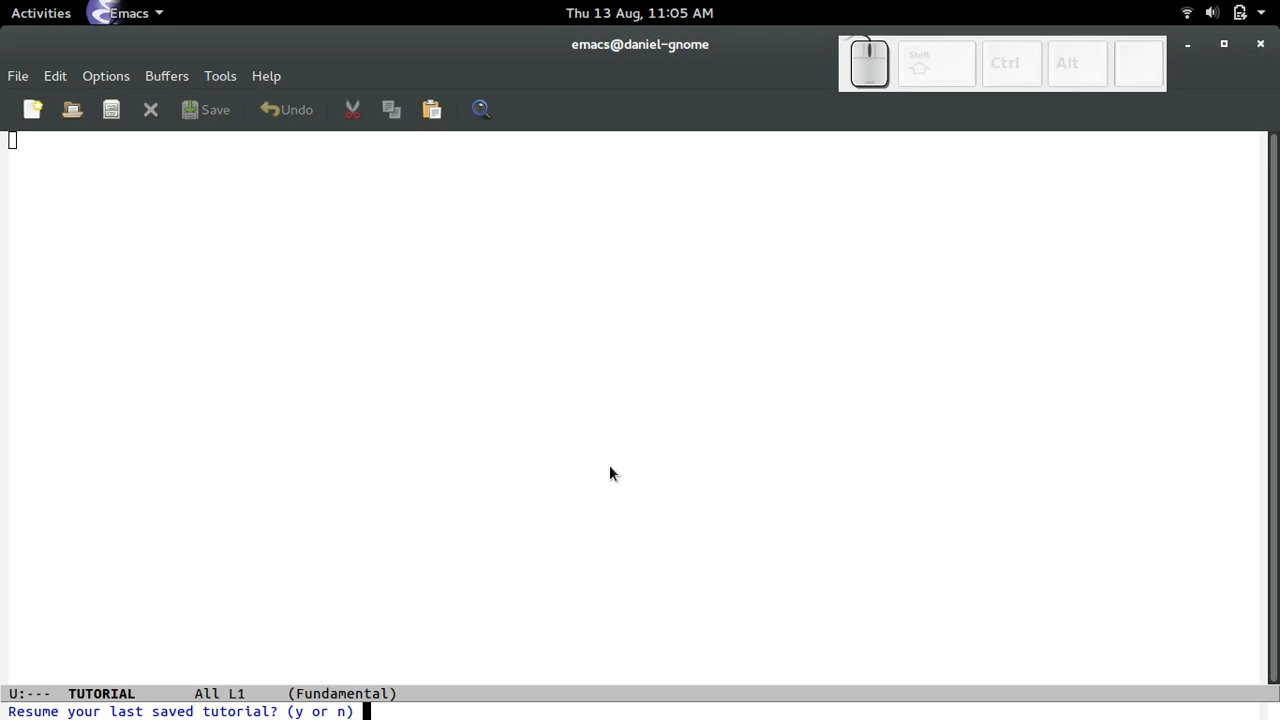 Activities Emacs Thu 13 Aug, 11:05 AM
emacs@daniel-gnome
Shift Ctrl Alt
File Edit Options Buffers Tools Help
Save Undo
U:--- TUTORIAL All L1 (Fundamental)
Resume your last saved tutorial? (y or n)